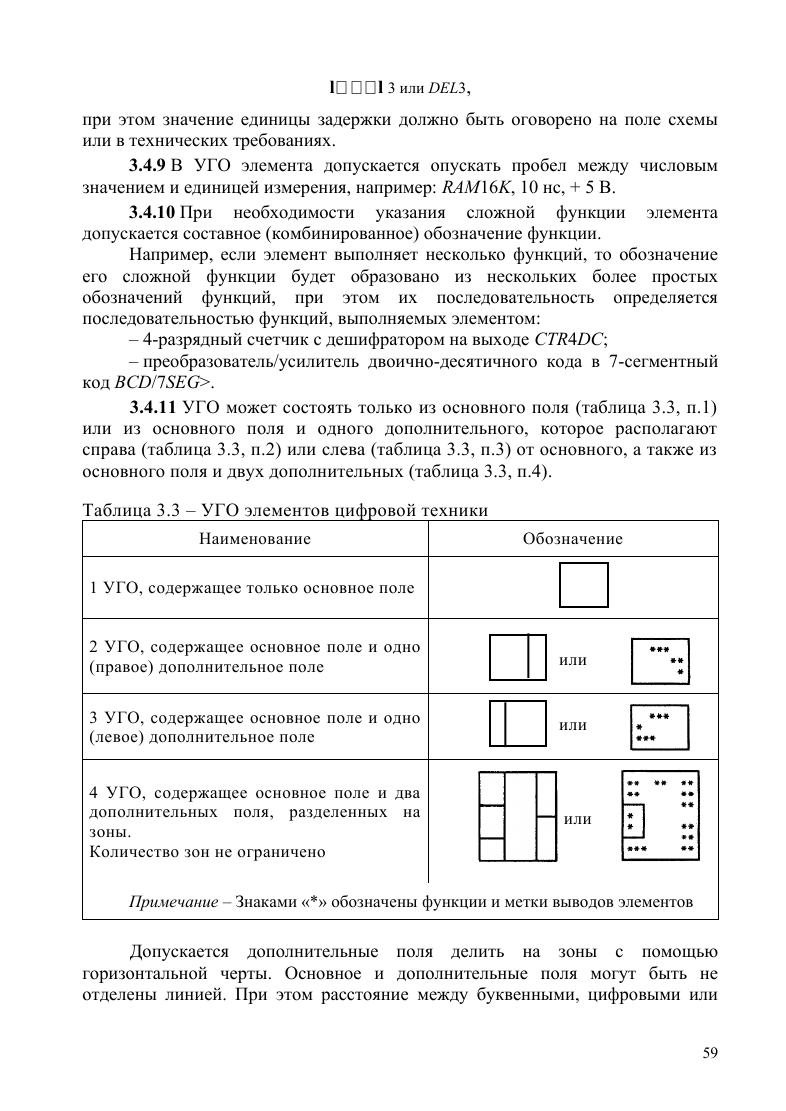 l□□□l 3 или DEL3,
при этом значение единицы задержки должно быть оговорено на поле схемы
или в технических требованиях.
3.4.9 В УГО элемента допускается опускать пробел между числовым
значением и единицей измерения, например: RAM16K, 10 нс, + 5 В.
3.4.10 При необходимости указания сложной функции элемента
допускается составное (комбинированное) обозначение функции.
Например, если элемент выполняет несколько функций, то обозначение
его сложной функции будет образовано из нескольких более простых
обозначений функций, при этом их последовательность определяется
последовательностью функций, выполняемых элементом:
– 4-разрядный счетчик с дешифратором на выходе CTR4DC;
– преобразователь/усилитель двоично-десятичного кода в 7-сегментный
код BCD/7SEG>.
3.4.11 УГО может состоять только из основного поля (таблица 3.3, п.1)
или из основного поля и одного дополнительного, которое располагают
справа (таблица 3.3, п.2) или слева (таблица 3.3, п.3) от основного, а также из
основного поля и двух дополнительных (таблица 3.3, п.4).
Таблица 3.3 – УГО элементов цифровой техники
Наименование
Обозначение
1 УГО, содержащее только основное поле
2 УГО, содержащее основное поле и одно
(правое) дополнительное поле
или
***
**
*
3 УГО, содержащее основное поле и одно
(левое) дополнительное поле
или
***
*
***
4 УГО, содержащее основное поле и два
дополнительных поля, разделенных на
зоны.
Количество зон не ограничено
или
** ** **
** **
**
*
* **
**
*** **
Примечание – Знаками «*» обозначены функции и метки выводов элементов
Допускается дополнительные поля делить на зоны с помощью
горизонтальной черты. Основное и дополнительные поля могут быть не
отделены линией. При этом расстояние между буквенными, цифровыми или
59